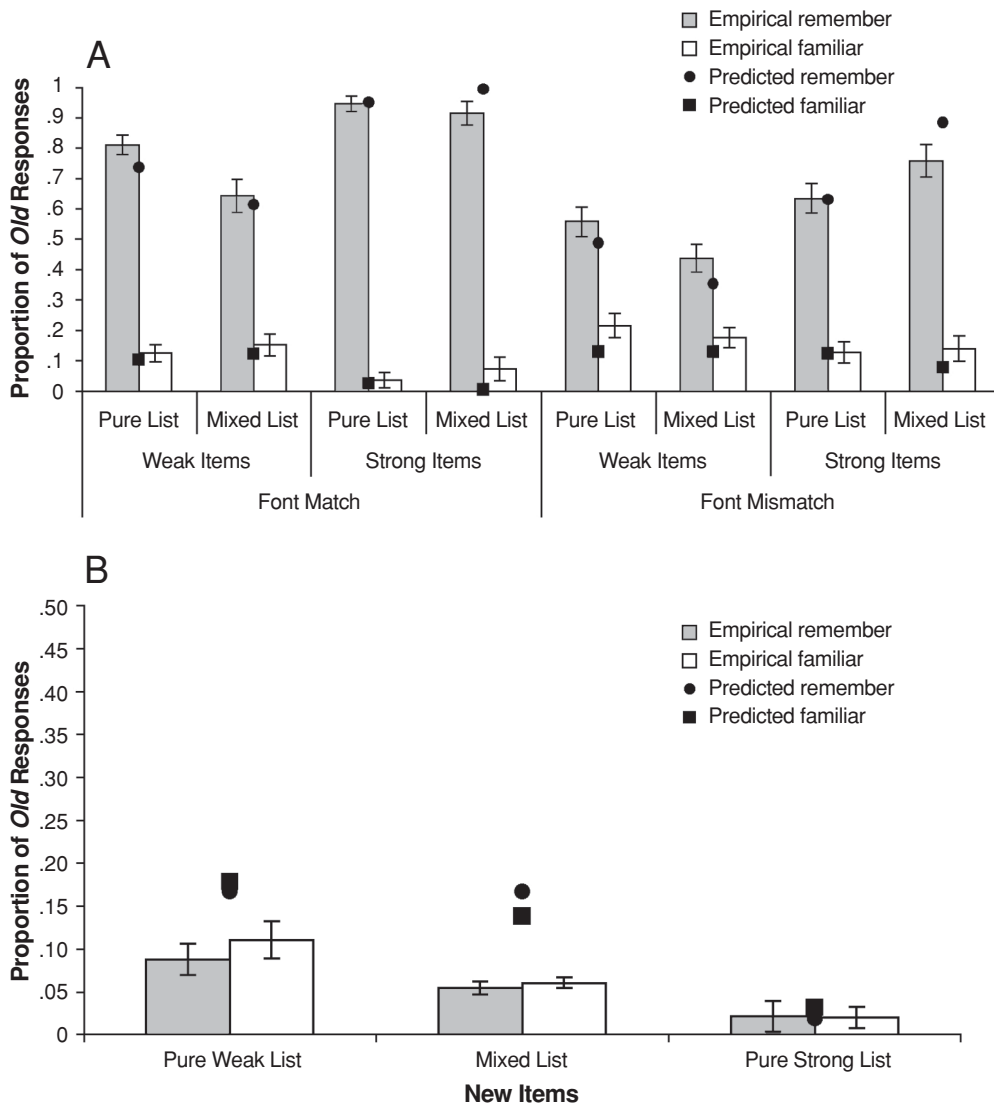 A
Empirical remember
Empirical familiar
Predicted remember
Predicted familiar
Proportion of Old Responses
1
.9
.8
.7
.6
.5
.4
.3
.2
.1
0
Pure List Mixed List Pure List Mixed List Pure List Mixed List Pure List Mixed List
Weak Items Strong Items Weak Items Strong Items
Font Match Font Mismatch
B
Empirical remember
Empirical familiar
Predicted remember
Predicted familiar
Proportion of Old Responses
.50
.45
.40
.35
.30
.25
.20
.15
.10
.05
0
Pure Weak List Mixed List Pure Strong List
New Items